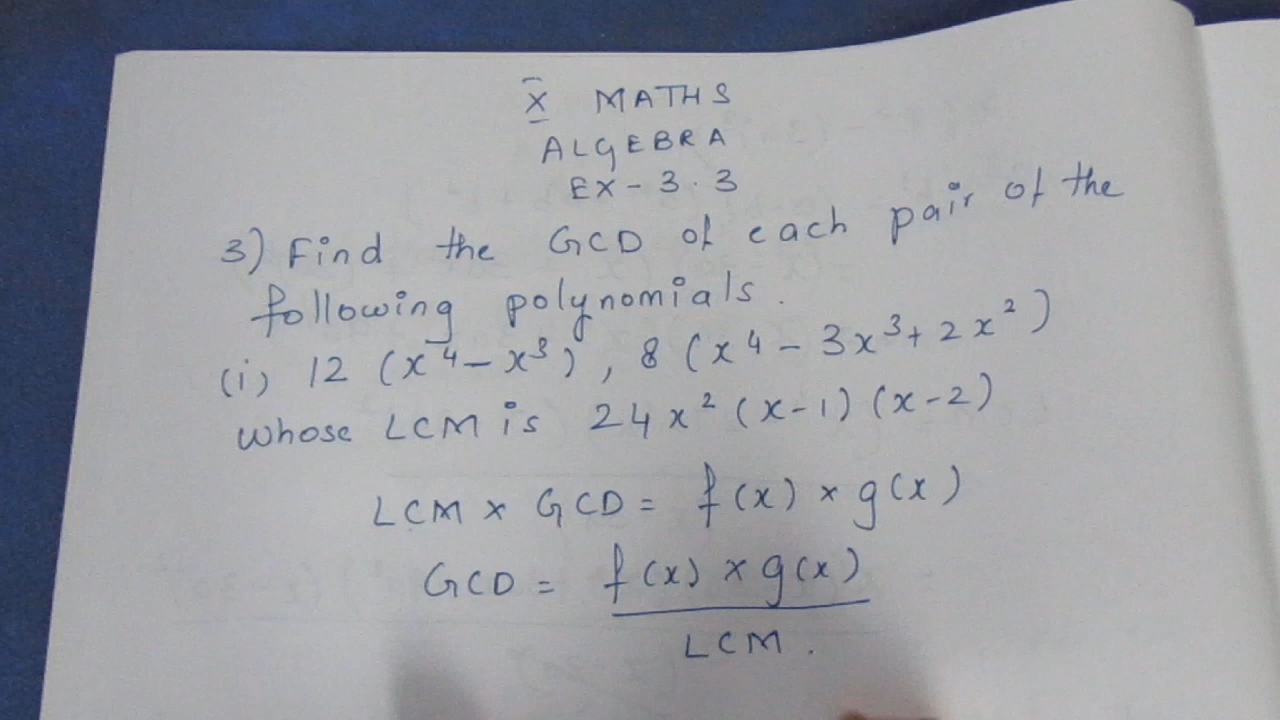 X MATHS
ALGEBRA
EX - 3.3
3) Find the GCD of each pair of the
following polynomials.
(i) 12 (x⁴ - x³), 8 (x⁴ - 3x³ + 2x²)
whose LCM is 24x² (x-1) (x-2)
LCM × GCD = f(x) × g(x)
GCD = f(x) × g(x)
LCM.